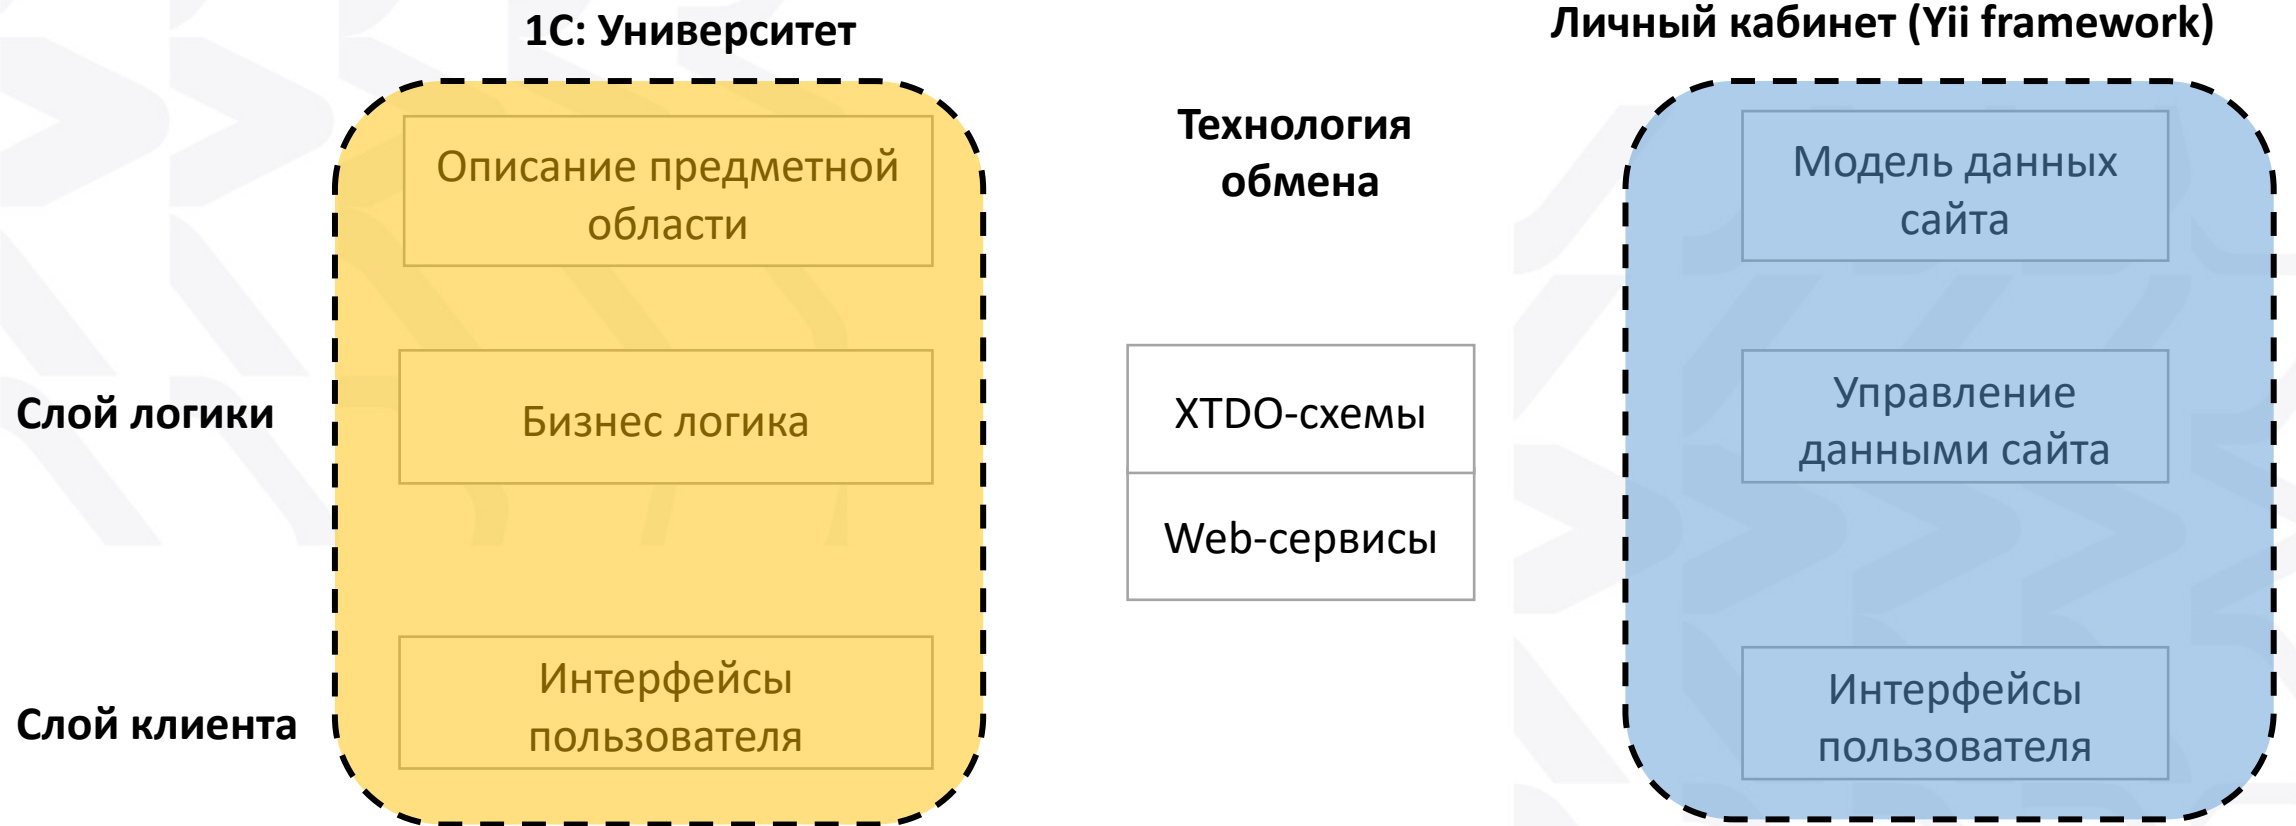 1С: Университет
Личный кабинет (Yii framework)
Описание предметной
области
Технология
обмена
Модель данных
сайта
Слой логики
Бизнес логика
XTDO-схемы
Web-сервисы
Управление
данными сайта
Слой клиента
Интерфейсы
пользователя
Интерфейсы
пользователя